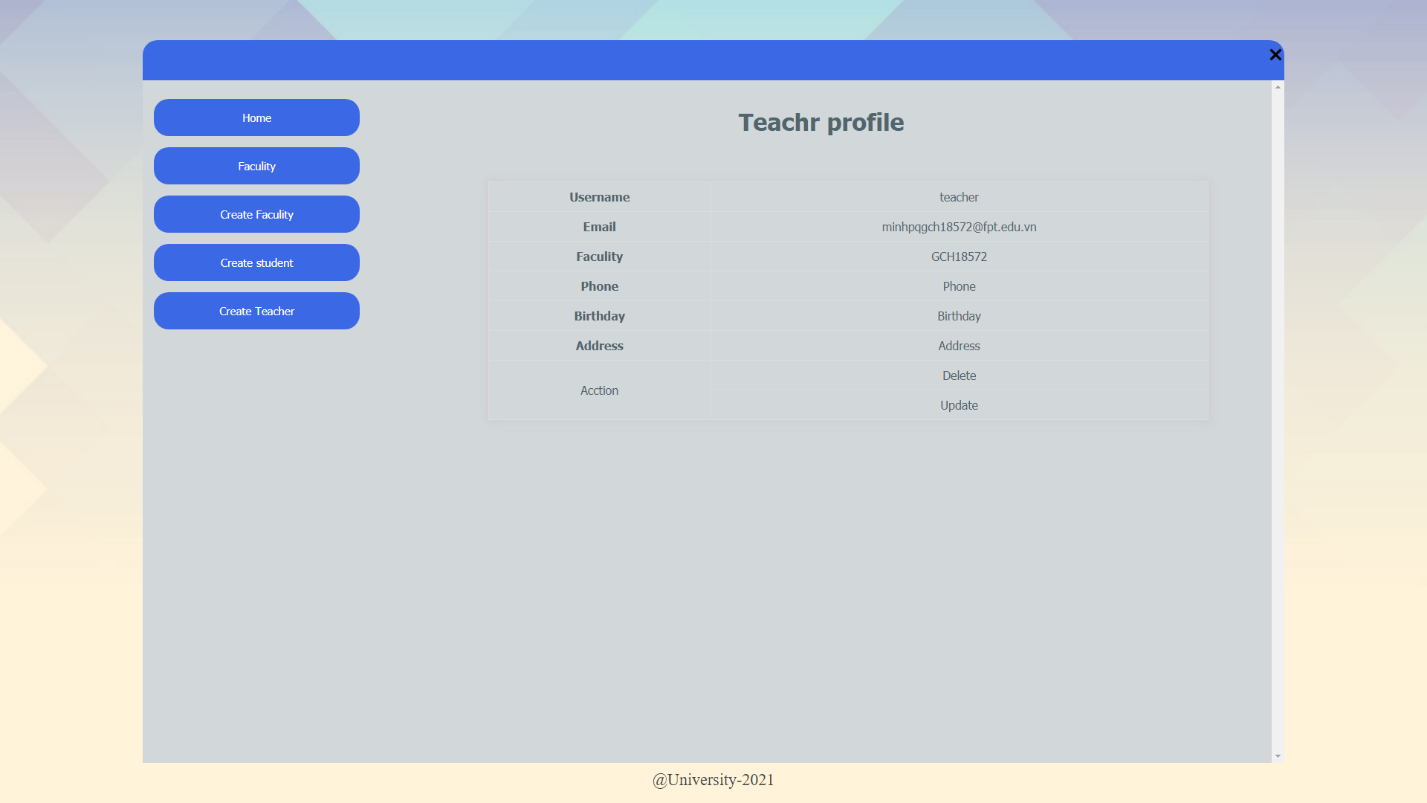 Home
Faculity
Create Faculity
Create student
Create Teacher
Teachr profile
Username teacher
Email minhpqgch18572@fpt.edu.vn
Faculity GCH18572
Phone Phone
Birthday Birthday
Address Address
Acction Delete
Update
@University-2021